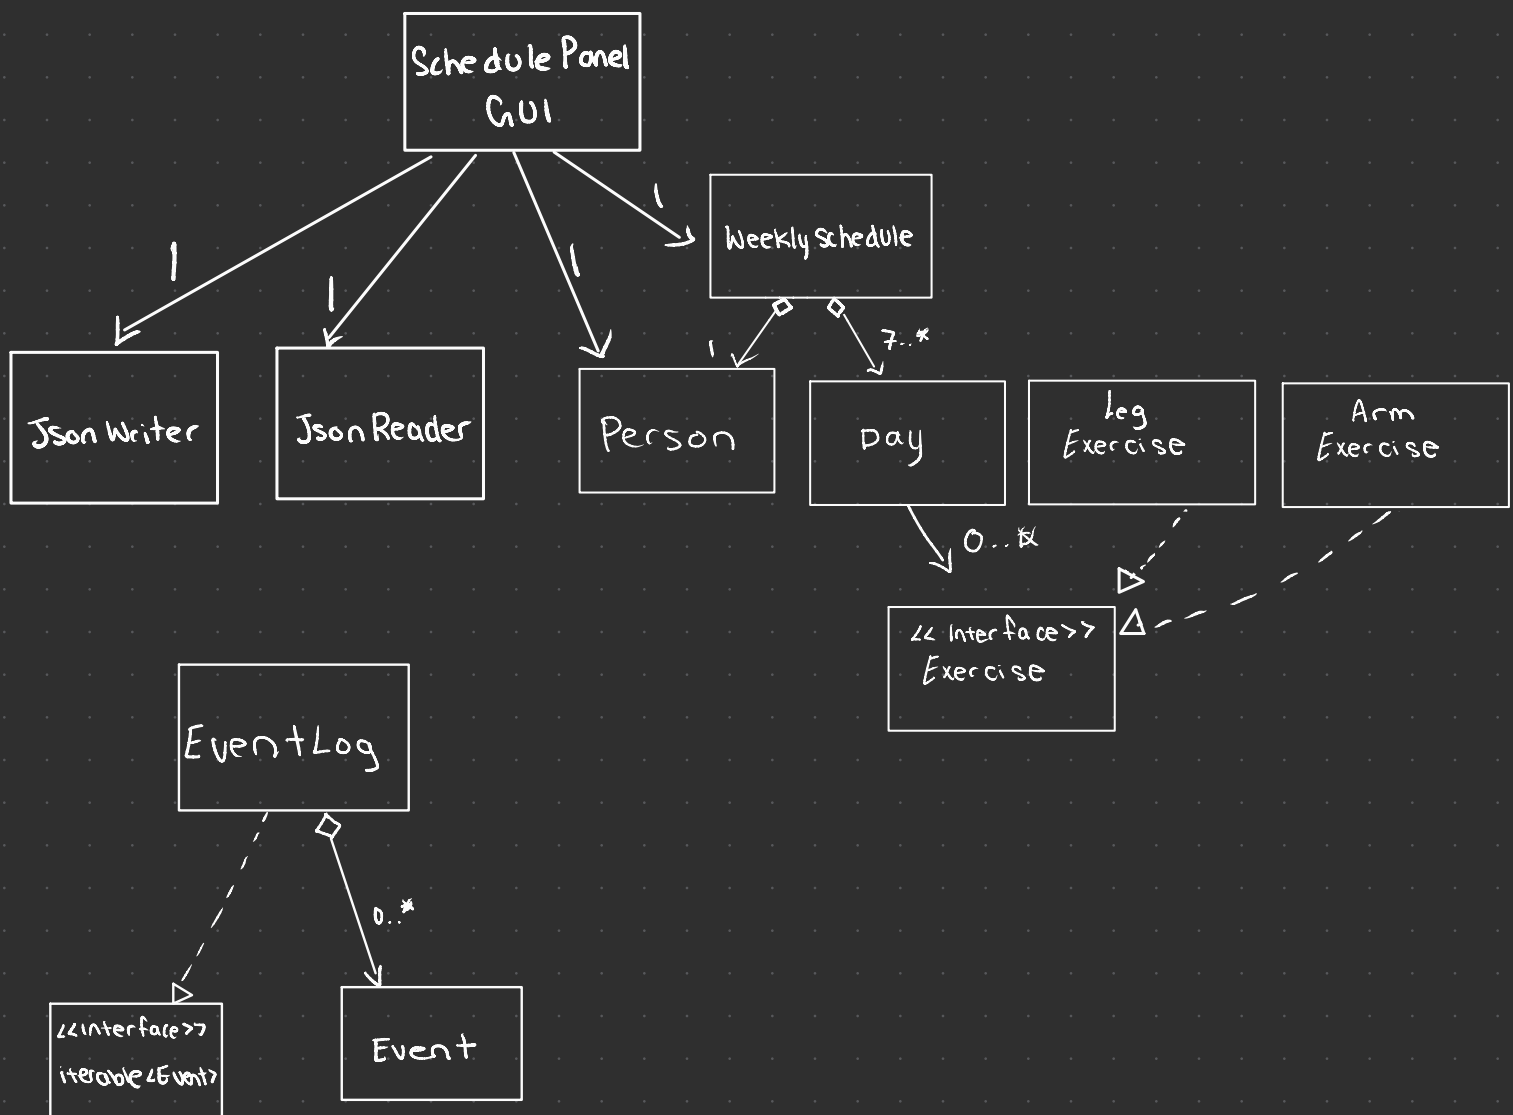 Schedule Panel
GUI
1
1
1
1
Weekly Schedule
1
7..*
Json Writer
Json Reader
Person
Day
Leg
Exercise
Arm
Exercise
0...*
<<Interface>>
Exercise
EventLog
0..*
<<interface>>
iterable<Event>
Event